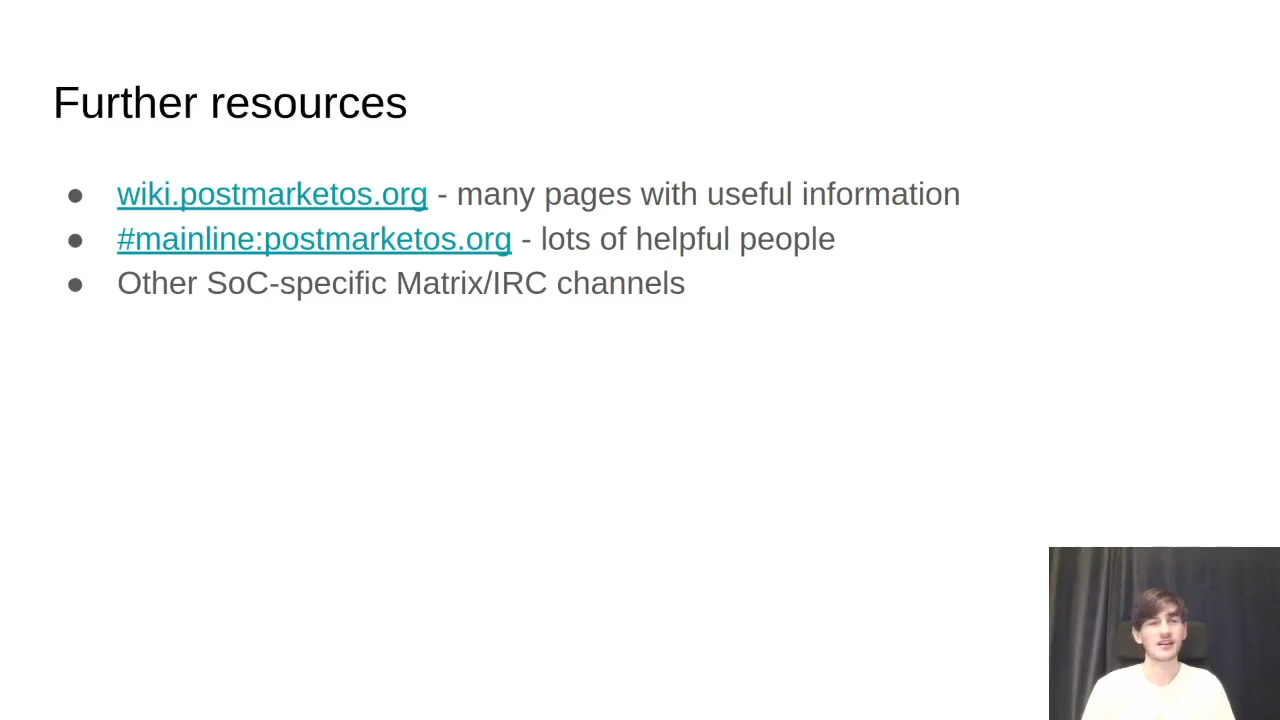 Further resources
● wiki.postmarketos.org - many pages with useful information
● #mainline:postmarketos.org - lots of helpful people
● Other SoC-specific Matrix/IRC channels